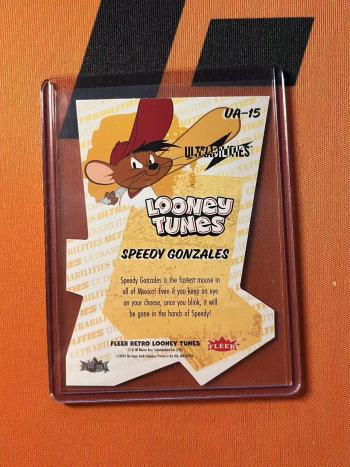 UA-15
ULTRABILITIES
LOONEY
TUNES
SPEEDY GONZALES
Speedy Gonzales is the fastest mouse in
all of Mexico! Even if you keep an eye
on your cheese, once you blink, it will
be gone in the hands of Speedy!
FLEER RETRO LOONEY TUNES
FLEER